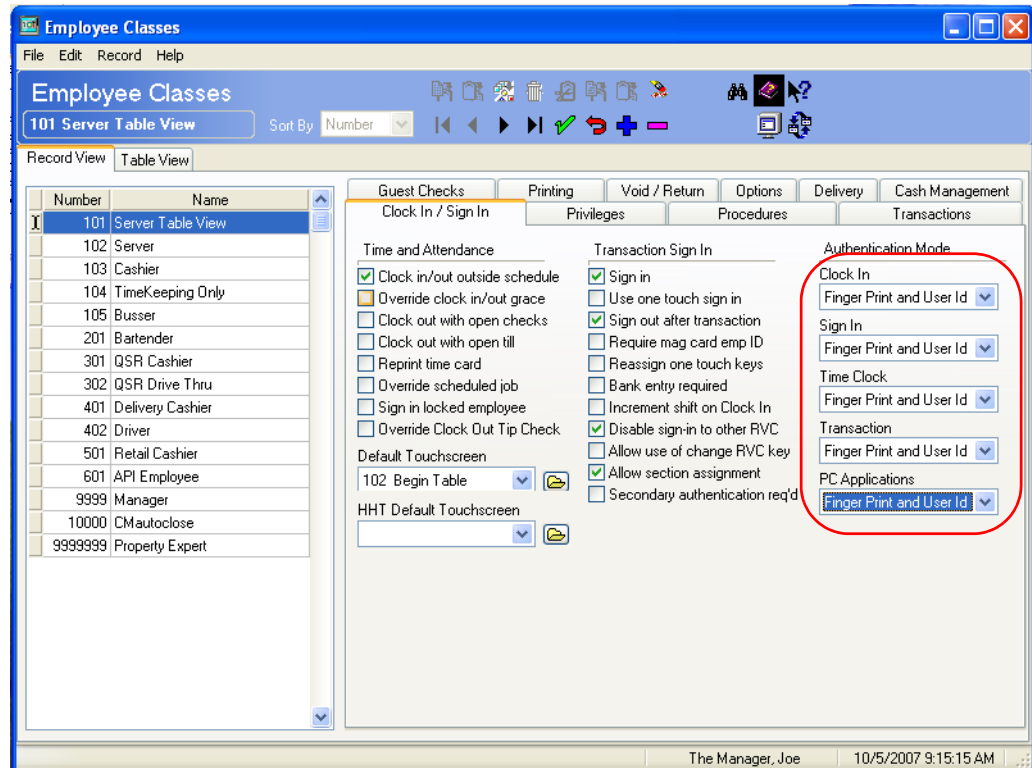 Employee Classes
File Edit Record Help
Employee Classes
101 Server Table View
Sort By Number
Record View Table View
Number Name
101 Server Table View
102 Server
103 Cashier
104 TimeKeeping Only
105 Busser
201 Bartender
301 QSR Cashier
302 QSR Drive Thru
401 Delivery Cashier
402 Driver
501 Retail Cashier
601 API Employee
9999 Manager
10000 CMautoclose
9999999 Property Expert
Guest Checks Printing Void / Return Options Delivery Cash Management
Clock In / Sign In Privileges Procedures Transactions
Time and Attendance
Clock in/out outside schedule
Override clock in/out grace
Clock out with open checks
Clock out with open till
Reprint time card
Override scheduled job
Sign in locked employee
Override Clock Out Tip Check
Default Touchscreen
102 Begin Table
HHT Default Touchscreen
Transaction Sign In
Sign in
Use one touch sign in
Sign out after transaction
Require mag card emp ID
Reassign one touch keys
Bank entry required
Increment shift on Clock In
Disable sign-in to other RVC
Allow use of change RVC key
Allow section assignment
Secondary authentication req'd
Authentication Mode
Clock In
Finger Print and User Id
Sign In
Finger Print and User Id
Time Clock
Finger Print and User Id
Transaction
Finger Print and User Id
PC Applications
Finger Print and User Id
The Manager, Joe 10/5/2007 9:15:15 AM